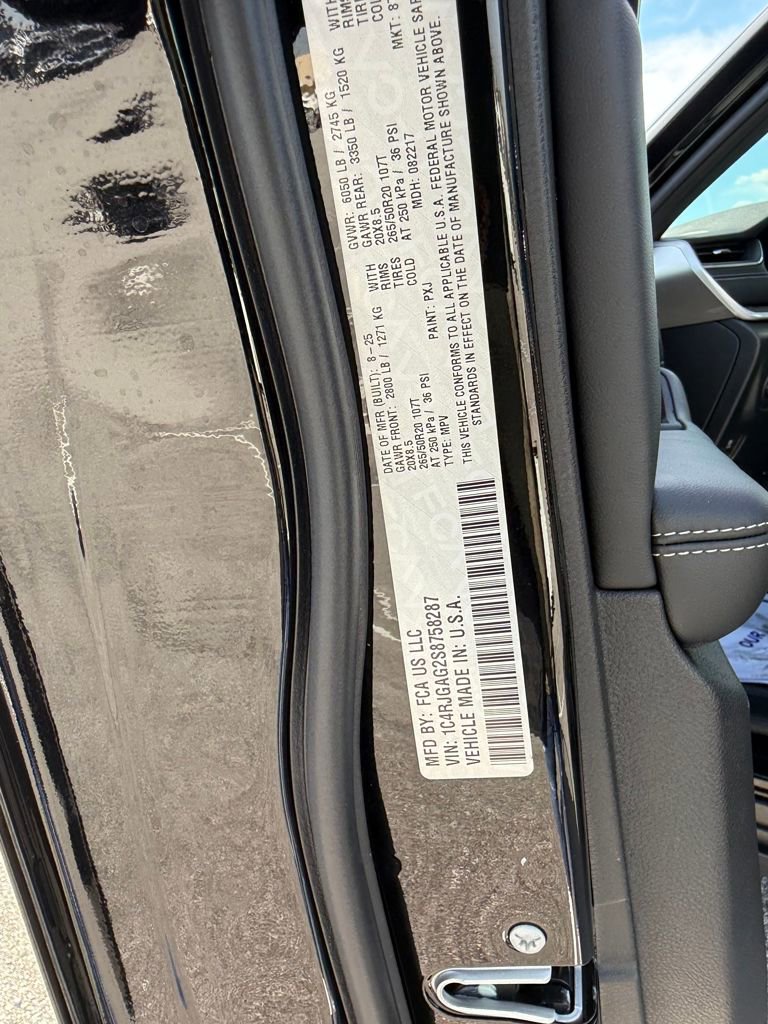 MFD BY: FCA US LLC
VIN: 1C4RJGAG2S8758287
VEHICLE MADE IN: U.S.A.
DATE OF MFR (BUILT): 8-25 GVWR: 6050 LB / 2745 KG
GAWR FRONT: 2800 LB / 1271 KG WITH GAWR REAR: 3350 LB / 1520 KG WITH
20X8.5 RIMS 20X8.5 RIMS
265/50R20 107T TIRES 265/50R20 107T TIRE
AT 250 kPa / 36 PSI COLD AT 250 kPa / 36 PSI COLD
TYPE: MPV PAINT: PXJ MDH: 082217 MKT:
THIS VEHICLE CONFORMS TO ALL APPLICABLE U.S.A. FEDERAL MOTOR VEHICLE
STANDARDS IN EFFECT ON THE DATE OF MANUFACTURE SHOWN ABOVE.
OUR